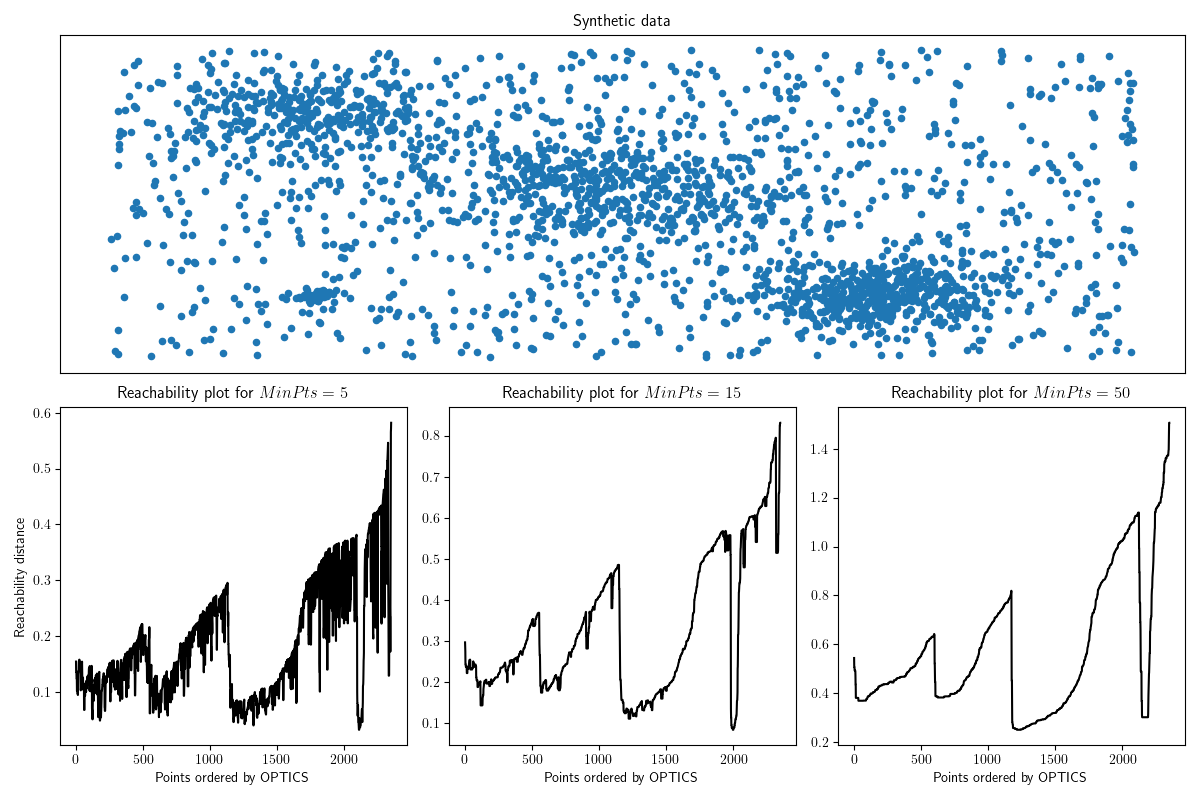 Synthetic data
Reachability plot for MinPts = 5
Reachability plot for MinPts = 15
Reachability plot for MinPts = 50
Reachability distance
0.6
0.5
0.4
0.3
0.2
0.1
0 500 1000 1500 2000
Points ordered by OPTICS
0.8
0.7
0.6
0.5
0.4
0.3
0.2
0.1
0 500 1000 1500 2000
Points ordered by OPTICS
1.4
1.2
1.0
0.8
0.6
0.4
0.2
0 500 1000 1500 2000
Points ordered by OPTICS